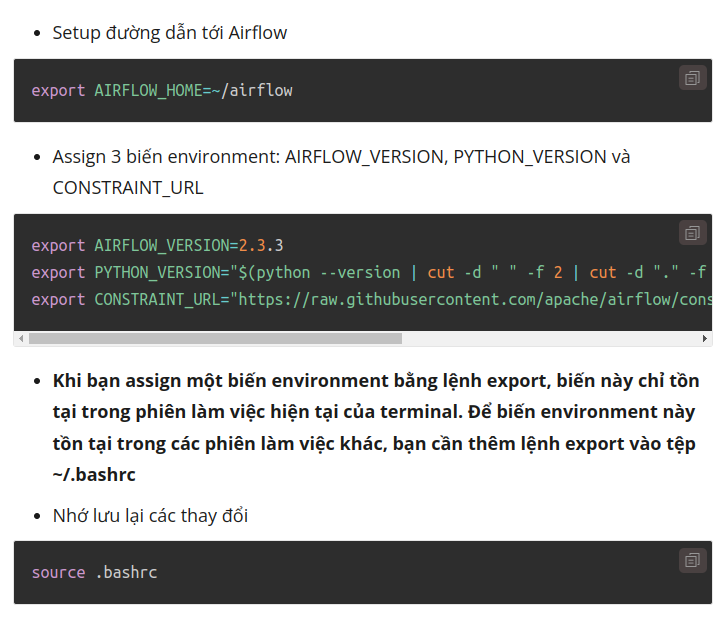 Setup đường dẫn tới Airflow
export AIRFLOW_HOME=~/airflow
Assign 3 biến environment: AIRFLOW_VERSION, PYTHON_VERSION và
CONSTRAINT_URL
export AIRFLOW_VERSION=2.3.3
export PYTHON_VERSION="$(python --version | cut -d " " -f 2 | cut -d "." -f
export CONSTRAINT_URL="https://raw.githubusercontent.com/apache/airflow/cons
Khi bạn assign một biến environment bằng lệnh export, biến này chỉ tồn
tại trong phiên làm việc hiện tại của terminal. Để biến environment này
tồn tại trong các phiên làm việc khác, bạn cần thêm lệnh export vào tệp
~/.bashrc
Nhớ lưu lại các thay đổi
source .bashrc